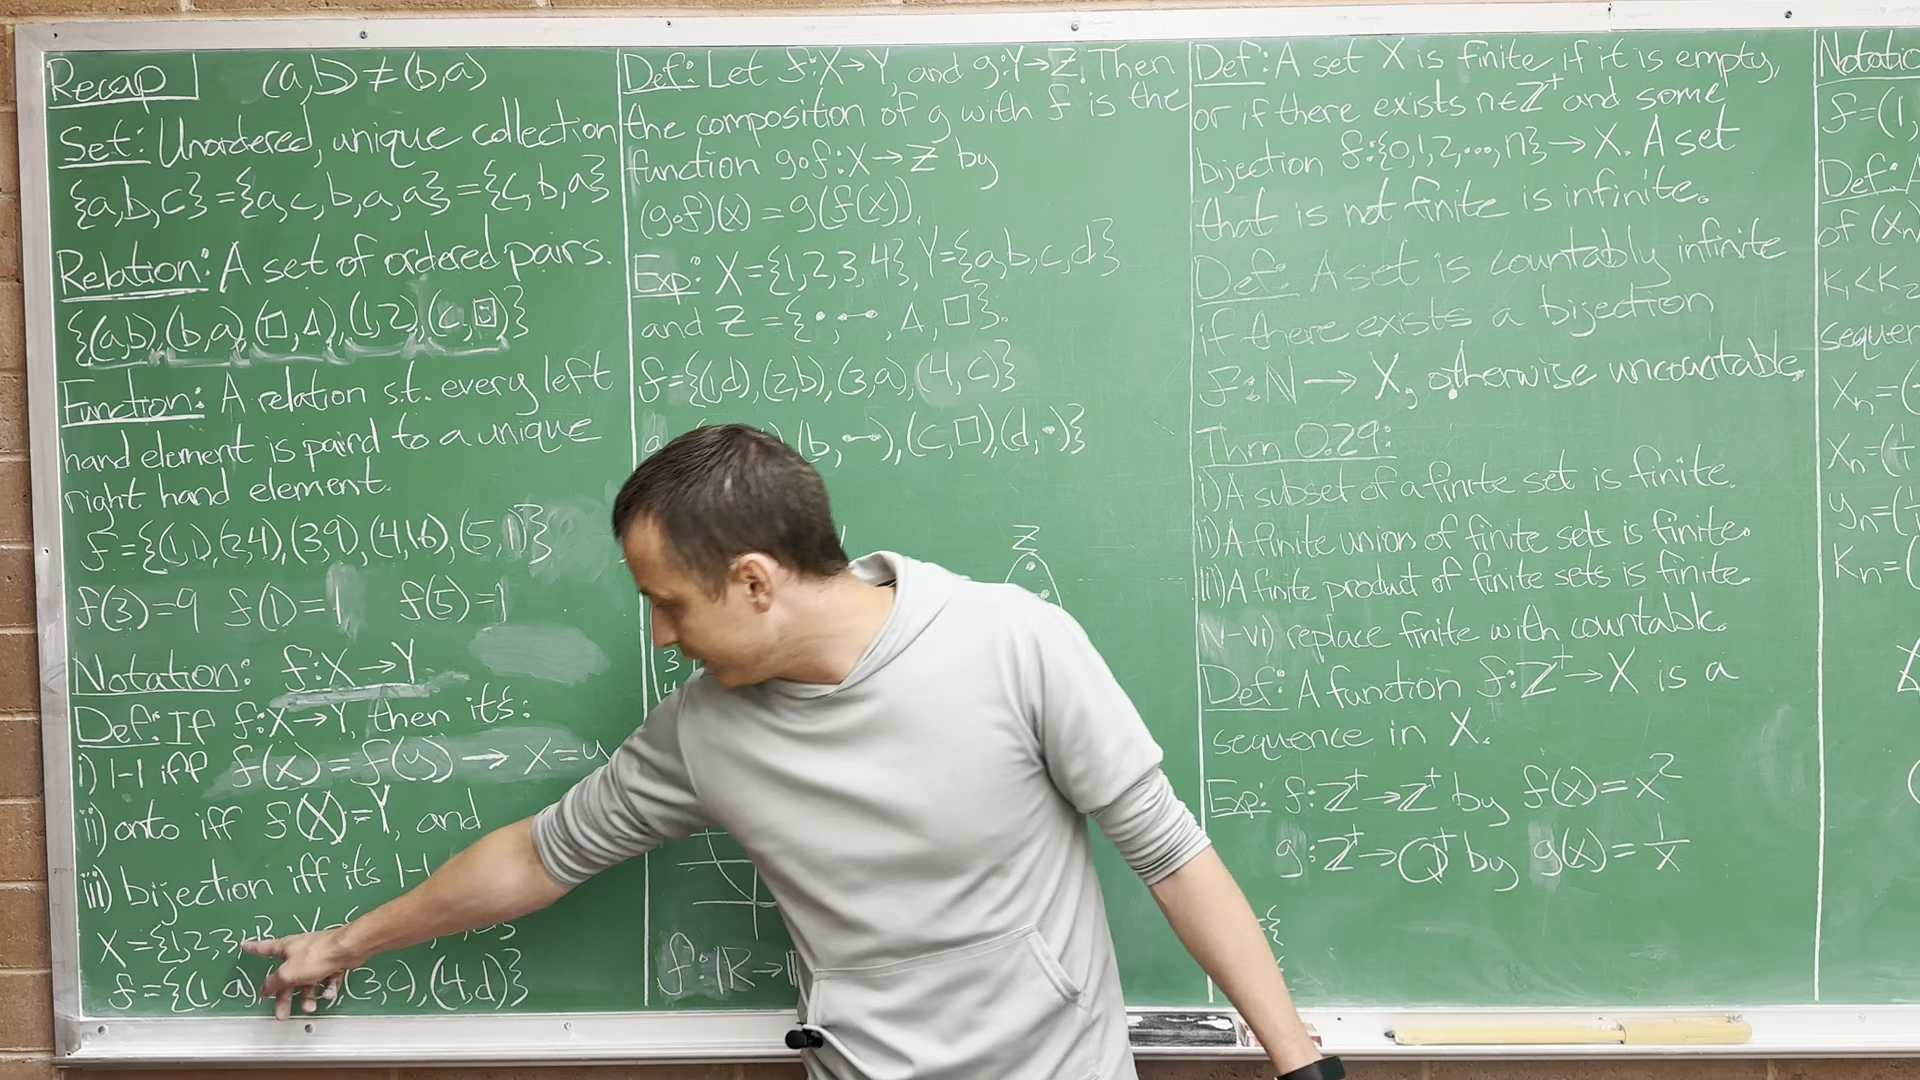 Recap (a,b) ≠ (b,a)
Set: Unordered, unique collection
{a,b,c} = {a,c,b,a,a} = {c,b,a}
Relation: A set of ordered pairs.
{(a,b),(b,a),(□,Δ),(1,2),(c,⊡)}
Function: A relation s.t. every left
hand element is paird to a unique
right hand element.
f={(1,1),(2,4),(3,9),(4,16),(5,1)}
f(3)=9 f(1)=1 f(5)=1
Notation: f:X→Y
Def: If f:X→Y, then it's:
i) 1-1 iff f(x)=f(y) → x=y
ii) onto iff f(X)=Y, and
iii) bijection iff it's 1-1
X={1,2,3,4}
f={(1,a), (3,c),(4,d)}
Def: Let f:X→Y, and g:Y→Z. Then
the composition of g with f is the
function g∘f:X→Z by
(g∘f)(x)=g(f(x)).
Exp: X={1,2,3,4}, Y={a,b,c,d}
and Z={•, •–•, Δ, □}.
f={(1,d),(2,b),(3,a),(4,c)}
(b,•–•),(c,□)(d,•)}
Z
3
4
f:ℝ→
Def: A set X is finite if it is empty,
or if there exists n∈ℤ⁺ and some
bijection f:{0,1,2,...,n}→X. A set
that is not finite is infinite.
Def: A set is countably infinite
if there exists a bijection
f:ℕ→X, otherwise uncountable.
Thm 0.29:
i) A subset of a finite set is finite.
ii) A finite union of finite sets is finite.
iii) A finite product of finite sets is finite.
iv-vi) replace finite with countable.
Def: A function f:ℤ⁺→X is a
sequence in X.
Exp: f:ℤ⁺→ℤ⁺ by f(x)=x²
g:ℤ⁺→ℚ⁺ by g(x)=1/x
={
Notatio
f=(1,
Def: A
of (xn)
K₁<K₂
sequen
Xn=(
Xn=(
yn=(
Kn=(